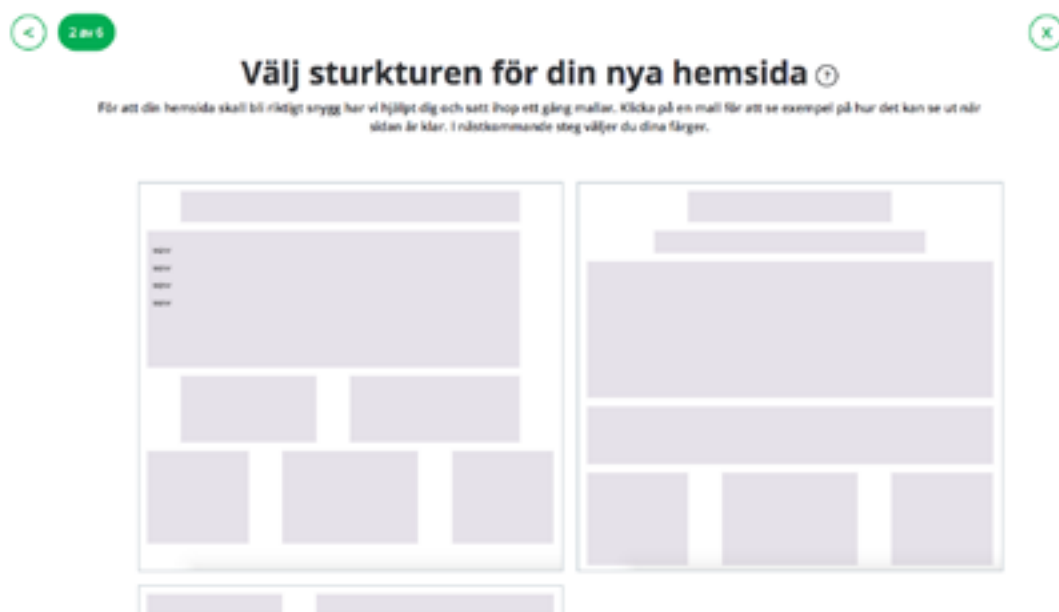 <
2 av 6
X
Välj sturkturen för din nya hemsida ?
För att din hemsida skall bli riktigt snygg har vi hjälpt dig och satt ihop ett gäng mallar. Klicka på en mall för att se exempel på hur det kan se ut när
sidan är klar. I nästkommande steg väljer du dina färger.